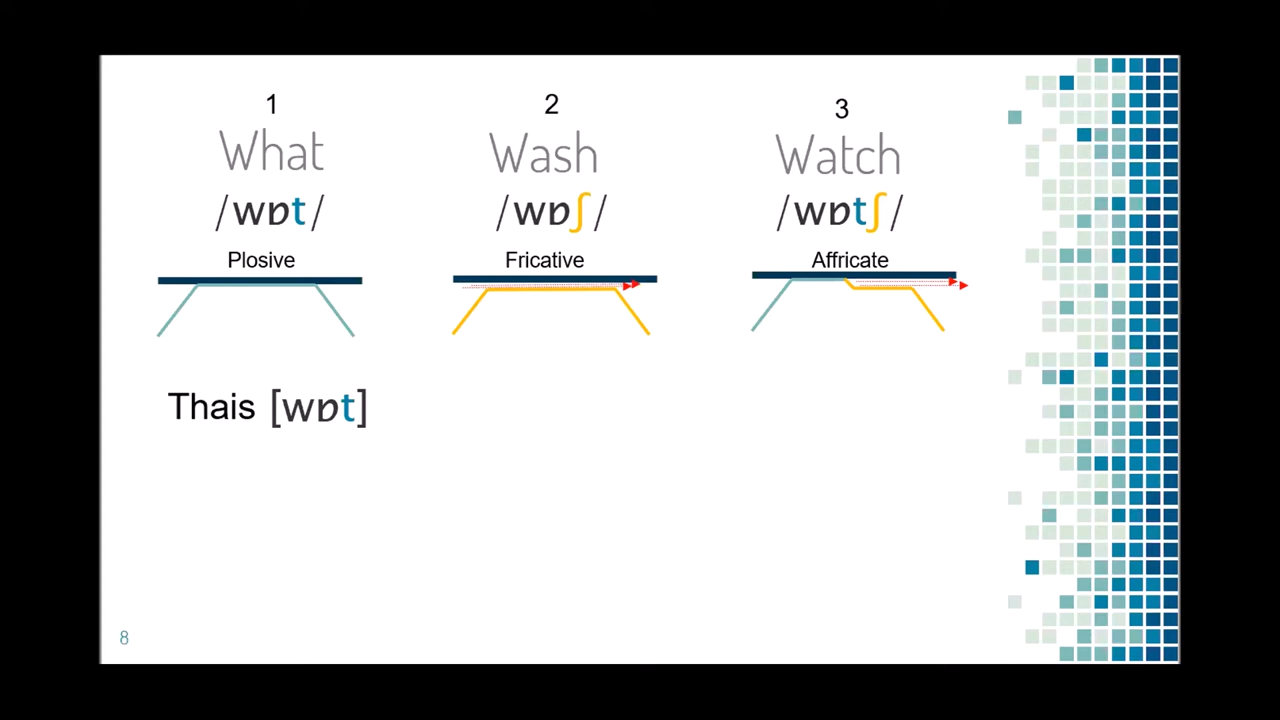 1
What
/wɒt/
Plosive
2
Wash
/wɒʃ/
Fricative
3
Watch
/wɒtʃ/
Affricate
Thais [wɒt]
8